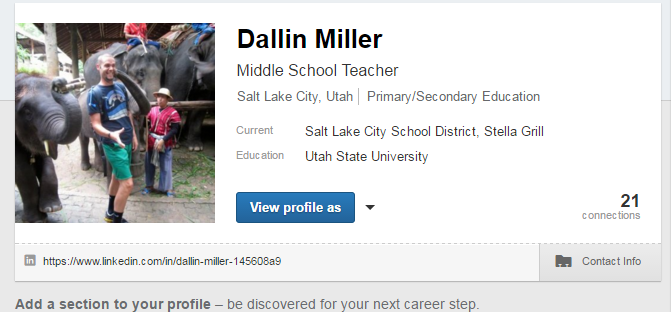 Dallin Miller
Middle School Teacher
Salt Lake City, Utah | Primary/Secondary Education
Current Salt Lake City School District, Stella Grill
Education Utah State University
View profile as
21
connections
in https://www.linkedin.com/in/dallin-miller-145608a9 Contact Info
Add a section to your profile – be discovered for your next career step.